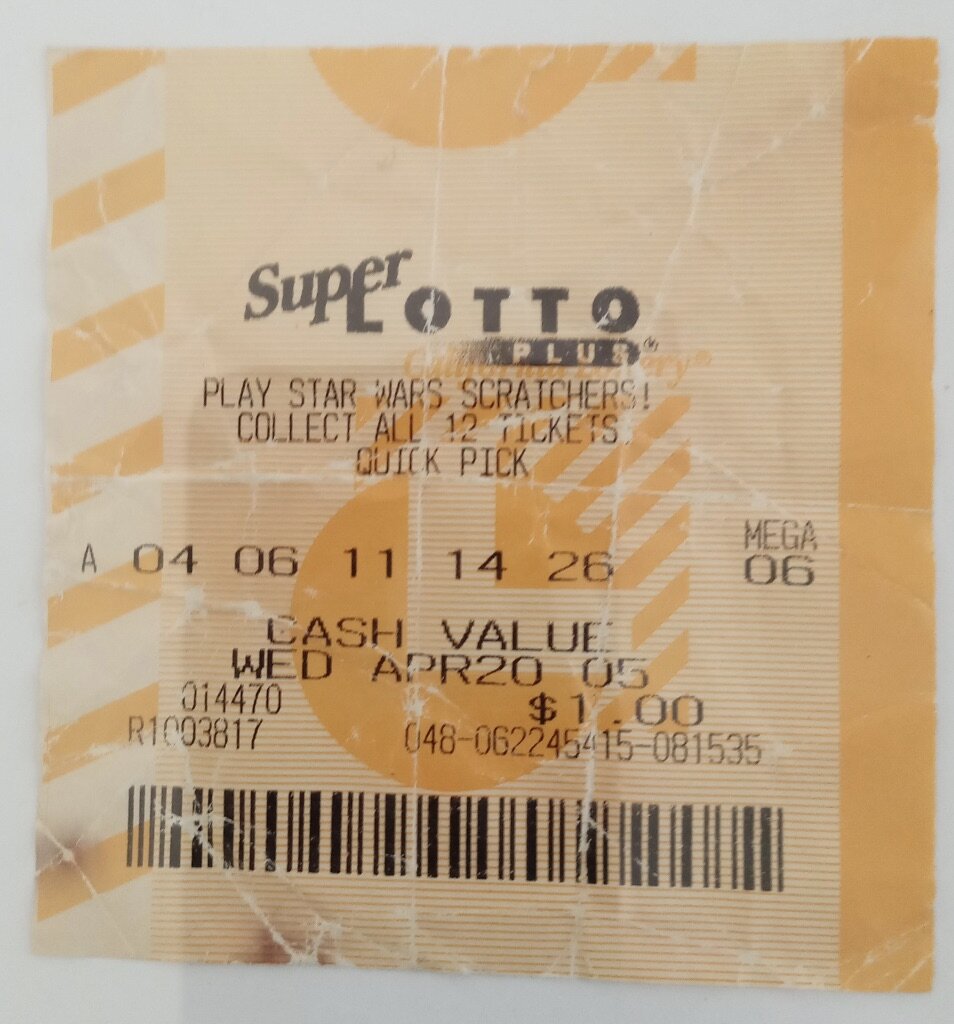 Super
LOTTO
PLUS®
California Lottery®
PLAY STAR WARS SCRATCHERS!
COLLECT ALL 12 TICKETS.
QUICK PICK
MEGA
A 04 06 11 14 26 06
CASH VALUE
WED APR20 05
014470 $1.00
R1003817 048-062245415-081535